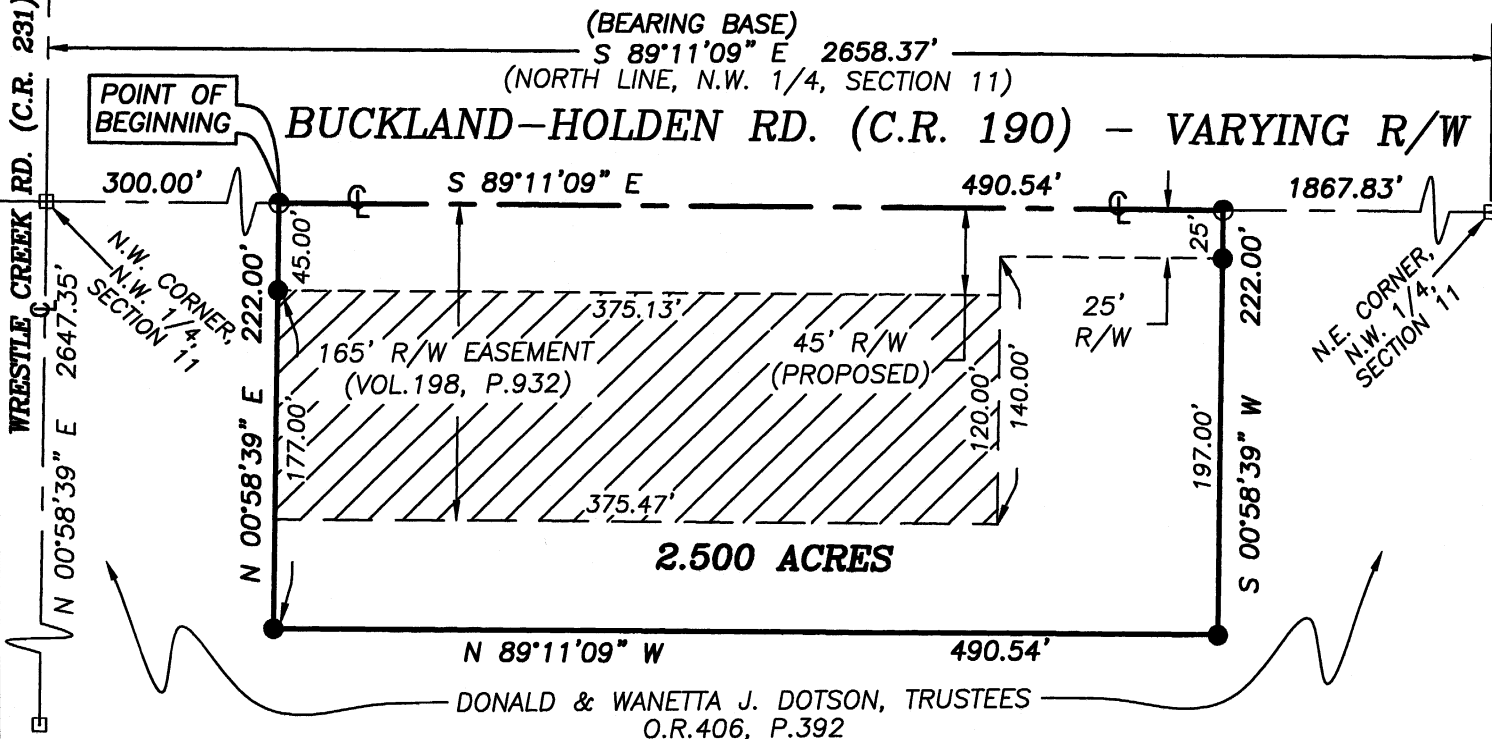 (BEARING BASE)
S 89°11'09" E 2658.37'
(NORTH LINE, N.W. 1/4, SECTION 11)
WRESTLE CREEK RD. (C.R. 231)
POINT OF
BEGINNING
BUCKLAND-HOLDEN RD. (C.R. 190) - VARYING R/W
300.00'
℄
S 89°11'09" E
490.54'
℄
1867.83'
N.W. CORNER,
N.W. 1/4,
SECTION 11
℄
N 00°58'39" E 2647.35'
N 00°58'39" E 222.00'
45.00'
177.00'
375.13'
165' R/W EASEMENT
(VOL.198, P.932)
45' R/W
(PROPOSED)
120.00'
140.00'
25'
25'
R/W
197.00'
222.00'
S 00°58'39" W
N.E. CORNER,
N.W. 1/4,
SECTION 11
375.47'
2.500 ACRES
N 89°11'09" W
490.54'
DONALD & WANETTA J. DOTSON, TRUSTEES
O.R.406, P.392